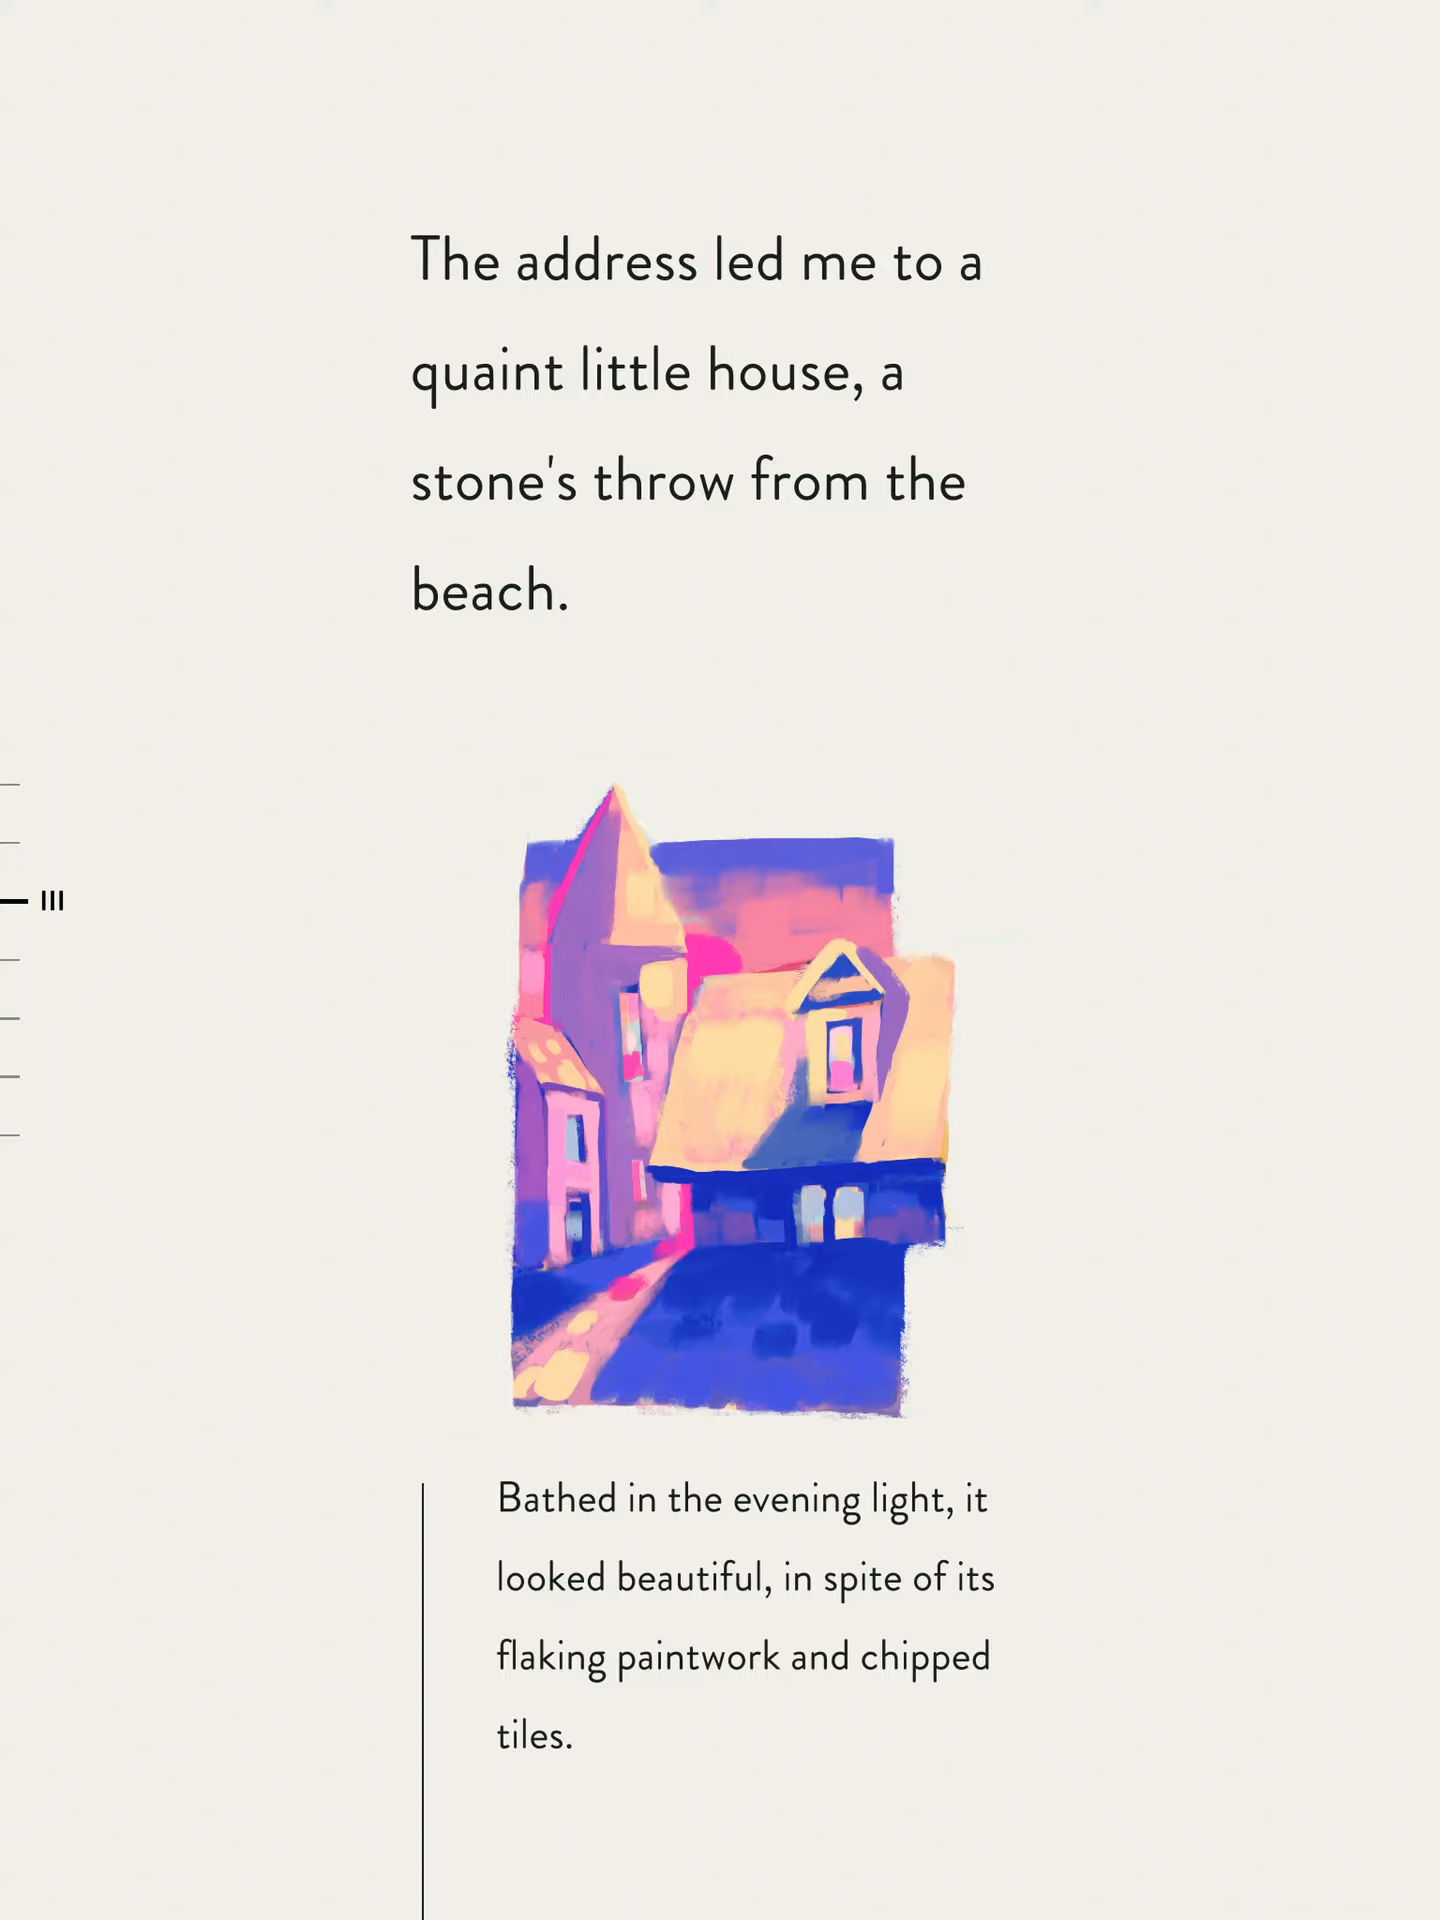 The address led me to a
quaint little house, a
stone's throw from the
beach.
III
Bathed in the evening light, it
looked beautiful, in spite of its
flaking paintwork and chipped
tiles.